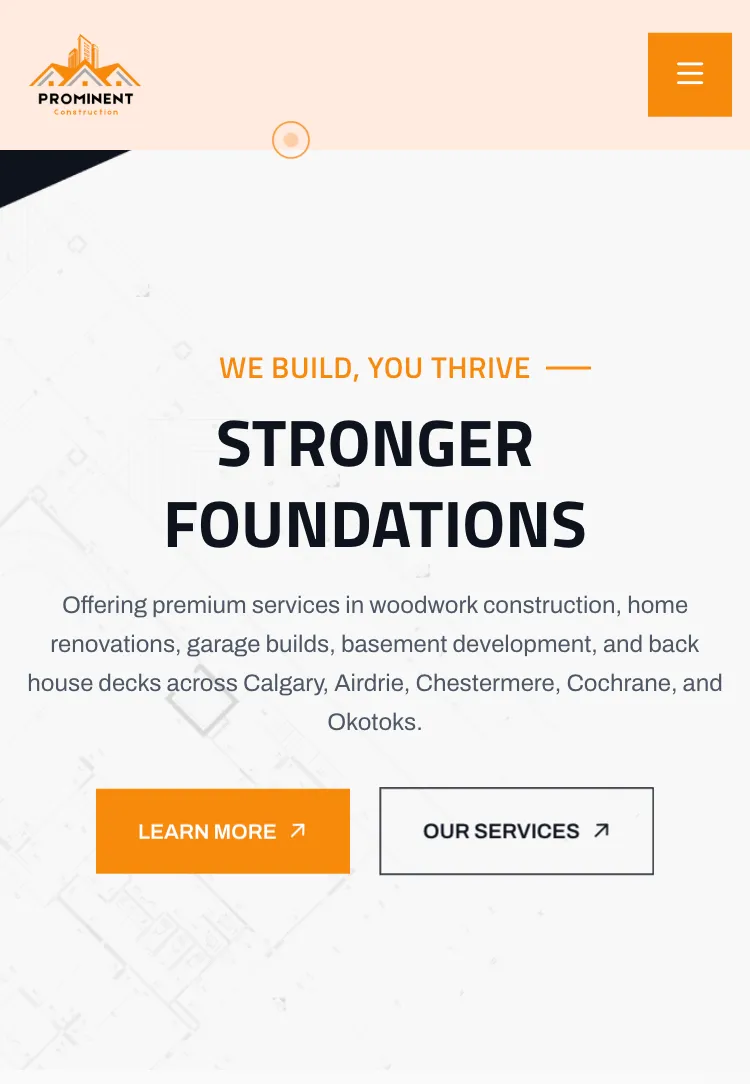 PROMINENT
Construction
WE BUILD, YOU THRIVE
STRONGER
FOUNDATIONS
Offering premium services in woodwork construction, home
renovations, garage builds, basement development, and back
house decks across Calgary, Airdrie, Chestermere, Cochrane, and
Okotoks.
LEARN MORE
OUR SERVICES